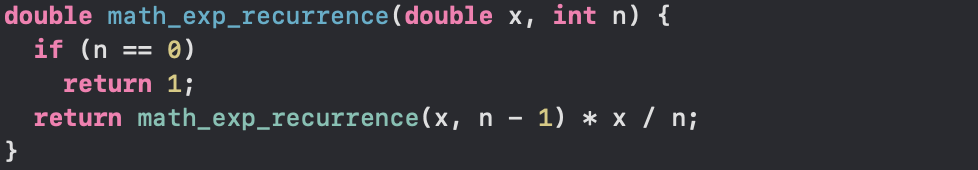 double math_exp_recurrence(double x, int n) {
  if (n == 0)
    return 1;
  return math_exp_recurrence(x, n - 1) * x / n;
}